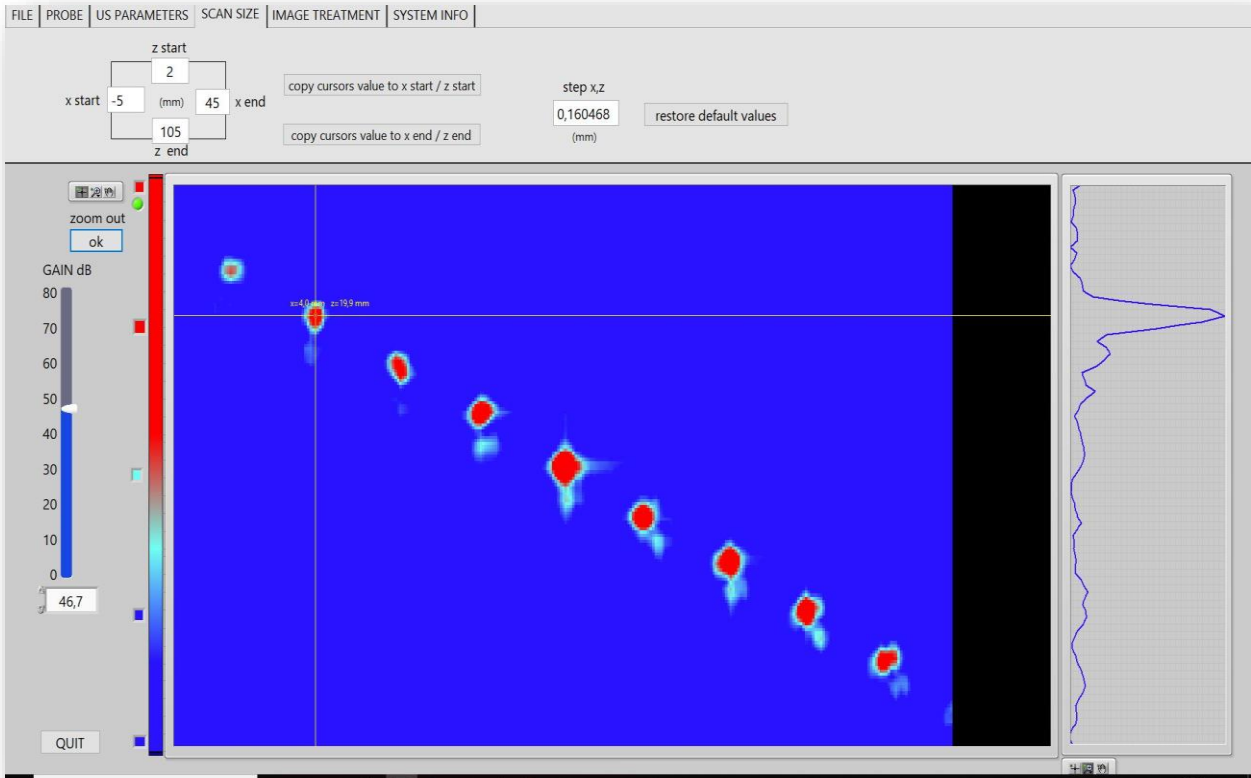 FILE PROBE US PARAMETERS SCAN SIZE IMAGE TREATMENT SYSTEM INFO
z start
2
x start -5 (mm) 45 x end
105
z end
copy cursors value to x start / z start
copy cursors value to x end / z end
step x,z
0,160468
(mm)
restore default values
zoom out
ok
GAIN dB
80
70
60
50
40
30
20
10
0
46,7
QUIT
x=4,0 mm z=19,9 mm